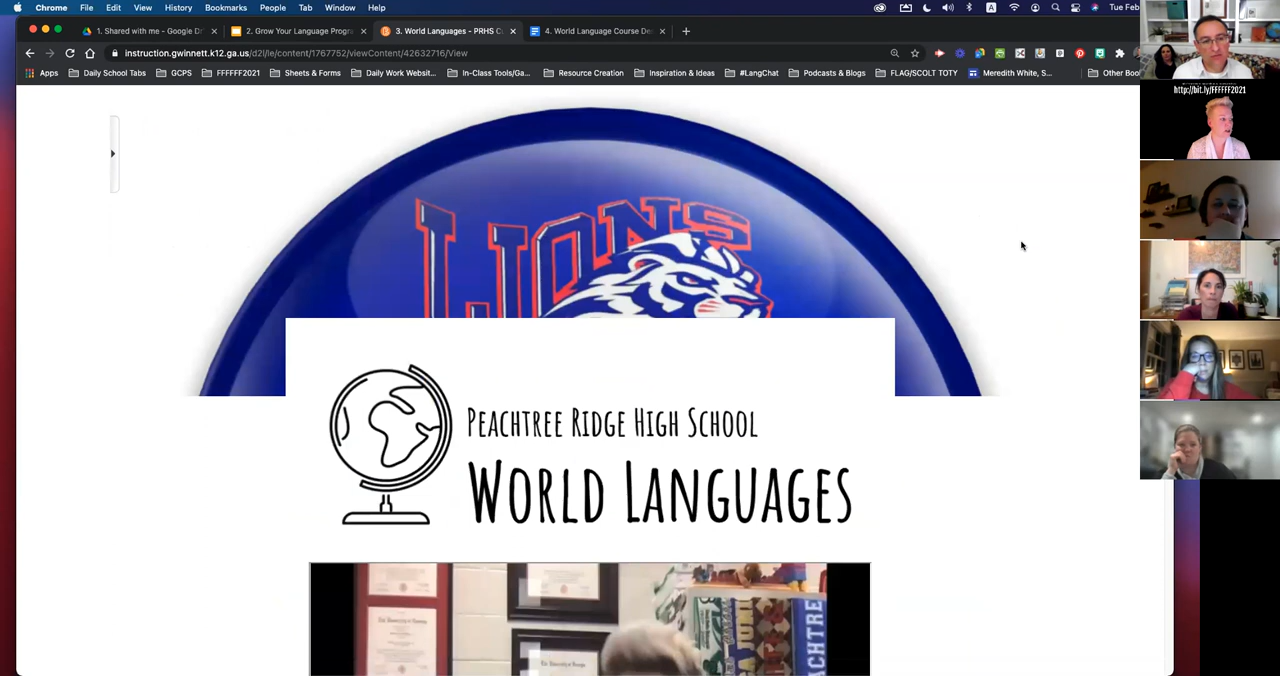 Chrome File Edit View History Bookmarks People Tab Window Help
A
Tue Feb
1. Shared with me - Google Dr
2. Grow Your Language Progra
3. World Languages - PRHS C
4. World Language Course De
instruction.gwinnett.k12.ga.us/d2l/le/content/1767752/viewContent/42632716/View
Apps Daily School Tabs GCPS FFFFFF2021 Sheets & Forms Daily Work Websit... In-Class Tools/Ga... Resource Creation Inspiration & Ideas #LangChat Podcasts & Blogs FLAG/SCOLT TOTY Meredith White, S... Other Boo
http://bit.ly/FFFFFF2021
LIONS
PEACHTREE RIDGE HIGH SCHOOL
WORLD LANGUAGES